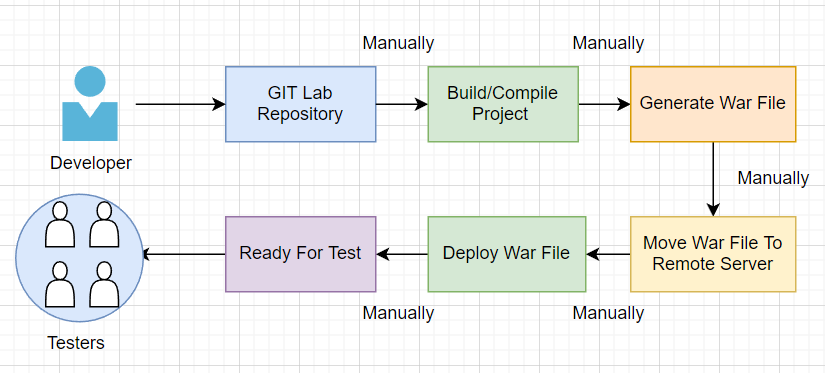 Manually
Manually
GIT Lab
Repository
Build/Compile
Project
Generate War File
Developer
Manually
Ready For Test
Deploy War File
Move War File To
Remote Server
Manually
Manually
Testers